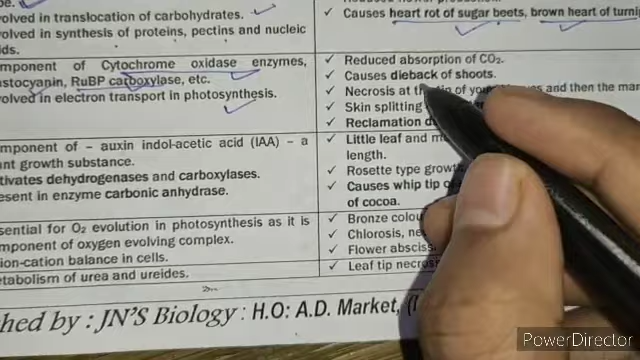 pe.
volved in translocation of carbohydrates.
volved in synthesis of proteins, pectins and nucleic
ids.
Causes heart rot of sugar beets, brown heart of turnip
mponent of Cytochrome oxidase enzymes,
astocyanin, RuBP carboxylase, etc.
volved in electron transport in photosynthesis.
Reduced absorption of CO₂.
Causes dieback of shoots.
Necrosis at the tip of and then the mar
Skin splitting
Reclamation d
mponent of – auxin indol-acetic acid (IAA) – a
ant growth substance.
tivates dehydrogenases and carboxylases.
esent in enzyme carbonic anhydrase.
Little leaf and
length.
Rosette type growt
Causes whip tip
of cocoa.
sential for O₂ evolution in photosynthesis as it is
mponent of oxygen evolving complex.
ion-cation balance in cells.
Bronze colou
Chlorosis, ne
Flower absciss
etabolism of urea and ureides.
Leaf tip necros
hed by : JN'S Biology : H.O: A.D. Market,
PowerDirector